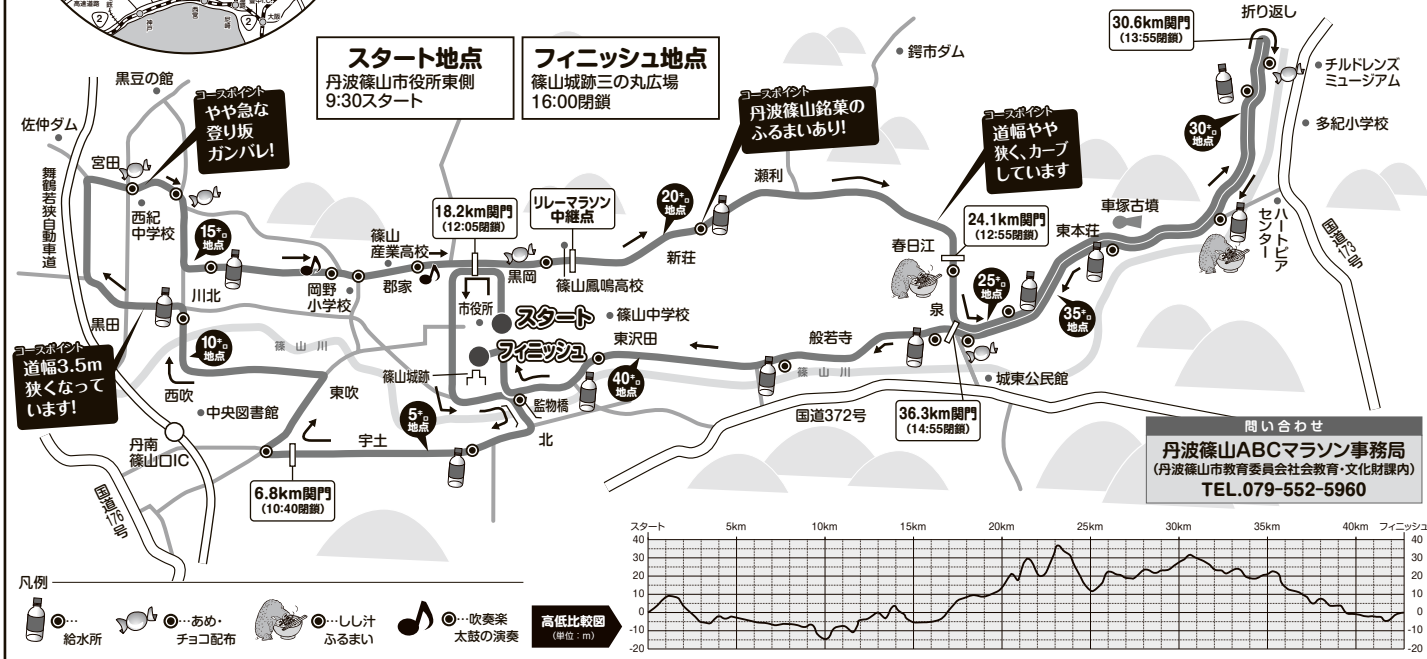 高速道路
2
神戸
西宮
尼崎
2
大阪
スタート地点
丹波篠山市役所東側
9:30スタート
フィニッシュ地点
篠山城跡三の丸広場
16:00閉鎖
30.6km関門
(13:55閉鎖)
折り返し
チルドレンズ
ミュージアム
多紀小学校
鍔市ダム
黒豆の館
佐仲ダム
コースポイント
やや急な
登り坂
ガンバレ!
コースポイント
丹波篠山銘菓の
ふるまいあり!
コースポイント
道幅やや
狭く、カーブ
しています
30㌔
地点
宮田
舞鶴若狭自動車道
西紀
中学校
15㌔
地点
18.2km関門
(12:05閉鎖)
リレーマラソン
中継点
20㌔
地点
瀬利
24.1km関門
(12:55閉鎖)
車塚古墳
東本荘
ハートピア
センター
国道173号
篠山
産業高校
郡家
黒岡
篠山鳳鳴高校
新荘
春日江
川北
岡野
小学校
市役所
スタート
篠山中学校
泉
25㌔
地点
35㌔
地点
黒田
コースポイント
道幅3.5m
狭くなって
います!
10㌔
地点
篠山川
フィニッシュ
東沢田
般若寺
篠山川
城東公民館
西吹
東吹
篠山城跡
40㌔
地点
中央図書館
監物橋
5㌔
地点
宇土
北
国道372号
36.3km関門
(14:55閉鎖)
丹南
篠山口IC
国道176号
6.8km関門
(10:40閉鎖)
問い合わせ
丹波篠山ABCマラソン事務局
(丹波篠山市教育委員会社会教育・文化財課内)
TEL.079-552-5960
凡例
…
給水所
…あめ・
チョコ配布
…しし汁
ふるまい
…吹奏楽
太鼓の演奏
高低比較図
(単位:m)
スタート 5km 10km 15km 20km 25km 30km 35km 40km フィニッシュ
40 40
30 30
20 20
10 10
0 0
-10 -10
-20 -20